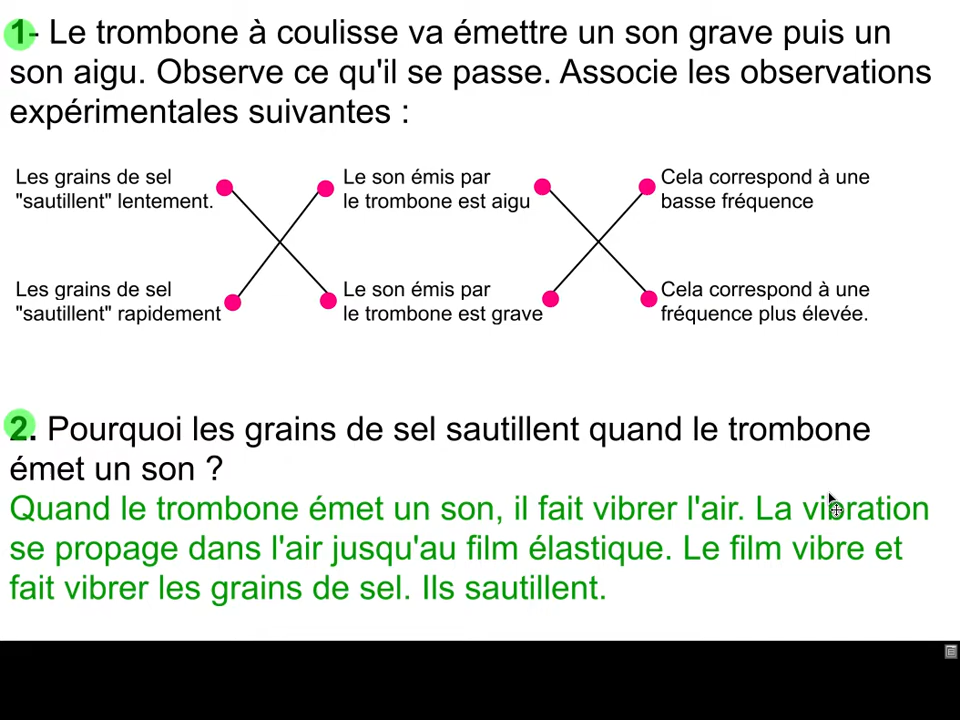 1- Le trombone à coulisse va émettre un son grave puis un
son aigu. Observe ce qu'il se passe. Associe les observations
expérimentales suivantes :
Les grains de sel
"sautillent" lentement.
Le son émis par
le trombone est aigu
Cela correspond à une
basse fréquence
Les grains de sel
"sautillent" rapidement
Le son émis par
le trombone est grave
Cela correspond à une
fréquence plus élevée.
2. Pourquoi les grains de sel sautillent quand le trombone
émet un son ?
Quand le trombone émet un son, il fait vibrer l'air. La vibration
se propage dans l'air jusqu'au film élastique. Le film vibre et
fait vibrer les grains de sel. Ils sautillent.